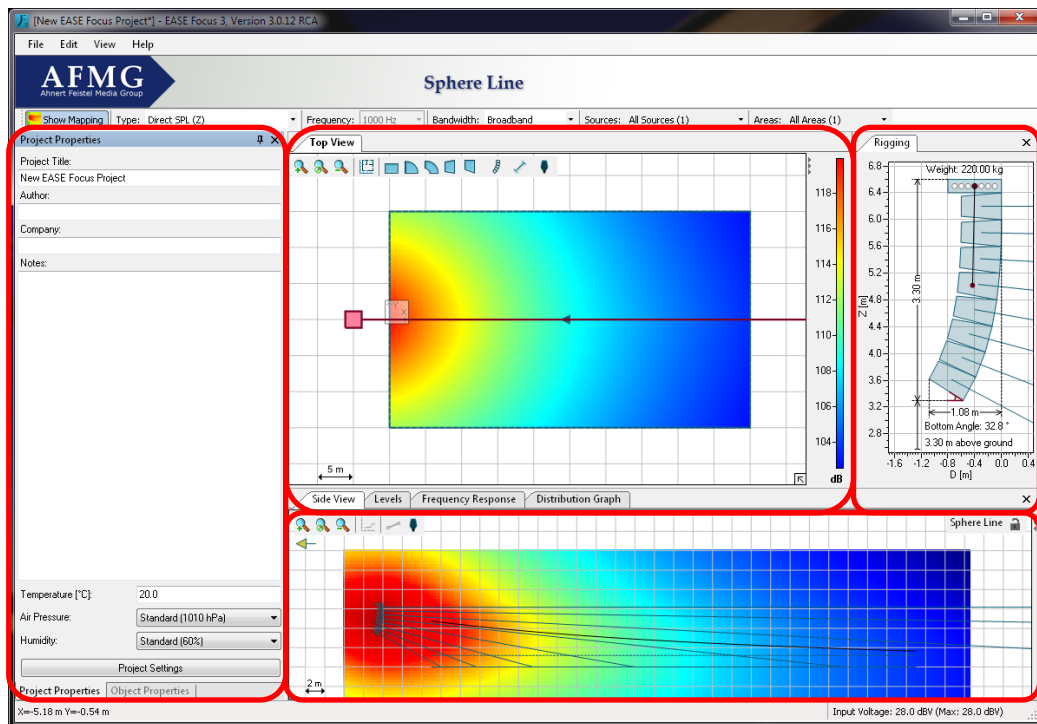 [New EASE Focus Project*] - EASE Focus 3, Version 3.0.12 RCA
File Edit View Help
AFMG
Ahnert Feistel Media Group
Sphere Line
Show Mapping Type: Direct SPL (Z) Frequency: 1000 Hz Bandwidth: Broadband Sources: All Sources (1) Areas: All Areas (1)
Project Properties
Project Title:
New EASE Focus Project
Author:
Company:
Notes:
Temperature [°C]: 20.0
Air Pressure: Standard (1010 hPa)
Humidity: Standard (60%)
Project Settings
Project Properties Object Properties
Top View
Y
X
5 m
118
116
114
112
110
108
106
104
dB
Rigging
Weight: 220.00 kg
6.8
6.4
6.0
5.6
5.2
4.8
4.4
4.0
3.6
3.2
2.8
Z [m]
3.30 m
1.08 m
Bottom Angle: 32.8 °
3.30 m above ground
-1.6 -1.2 -0.8 -0.4 0.0 0.4
D [m]
Side View Levels Frequency Response Distribution Graph
Sphere Line
2 m
X=-5.18 m Y=-0.54 m
Input Voltage: 28.0 dBV (Max: 28.0 dBV)